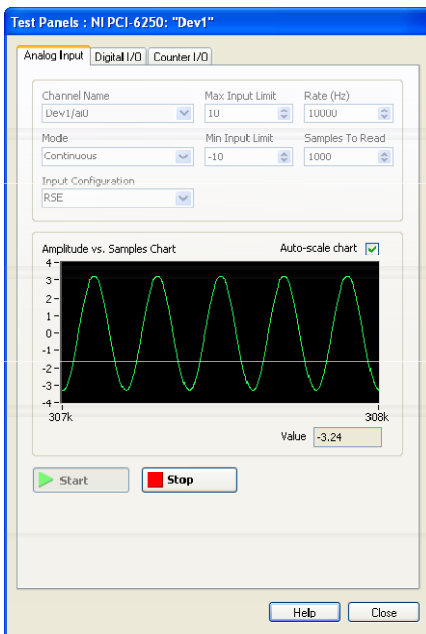 Test Panels : NI PCI-6250: "Dev1"
Analog Input Digital I/O Counter I/O
Channel Name Max Input Limit Rate (Hz)
Dev1/ai0 10 10000
Mode Min Input Limit Samples To Read
Continuous -10 1000
Input Configuration
RSE
Amplitude vs. Samples Chart Auto-scale chart
4
3
2
1
0
-1
-2
-3
-4
307k 308k
Value -3.24
Start Stop
Help Close